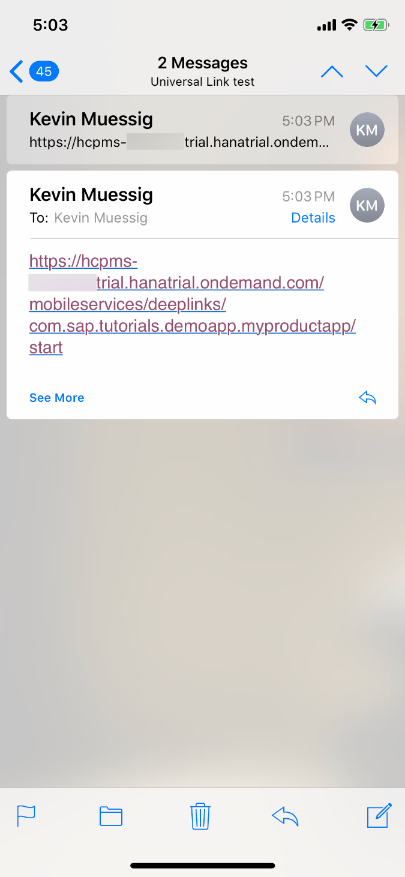 5:03
45
2 Messages
Universal Link test
Kevin Muessig 5:03 PM KM
https://hcpms- trial.hanatrial.ondem...
Kevin Muessig 5:03 PM KM
To: Kevin Muessig Details
https://hcpms-
trial.hanatrial.ondemand.com/
mobileservices/deeplinks/
com.sap.tutorials.demoapp.myproductapp/
start
See More